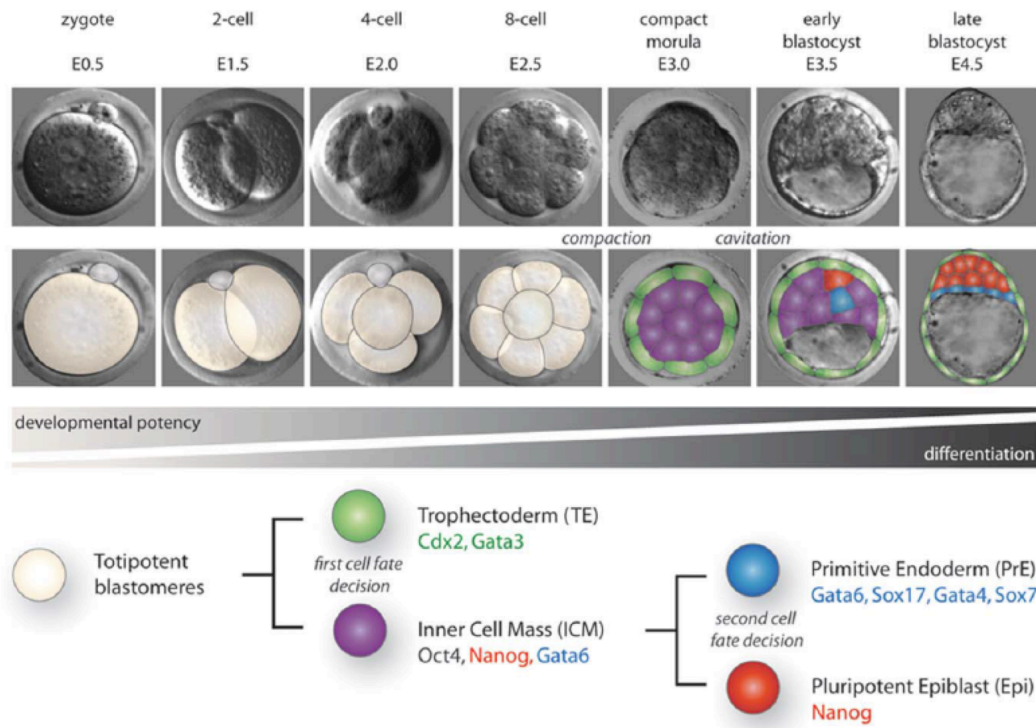 zygote 2-cell 4-cell 8-cell compact early late
morula blastocyst blastocyst
E0.5 E1.5 E2.0 E2.5 E3.0 E3.5 E4.5
compaction cavitation
developmental potency
differentiation
Trophectoderm (TE)
Cdx2, Gata3
Totipotent
blastomeres
first cell fate
decision
Primitive Endoderm (PrE)
Gata6, Sox17, Gata4, Sox7
Inner Cell Mass (ICM)
Oct4, Nanog, Gata6
second cell
fate decision
Pluripotent Epiblast (Epi)
Nanog